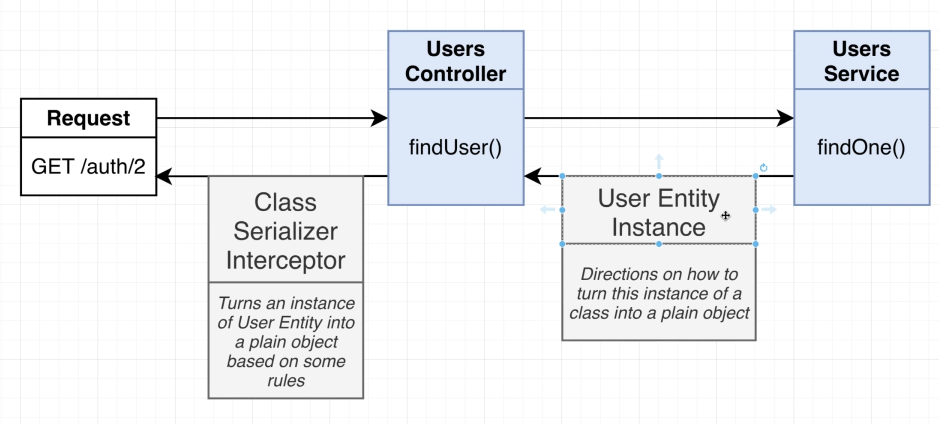 Users
Controller
findUser()
Users
Service
findOne()
Request
GET /auth/2
Class
Serializer
Interceptor
Turns an instance
of User Entity into
a plain object
based on some
rules
User Entity
Instance
Directions on how to
turn this instance of a
class into a plain object